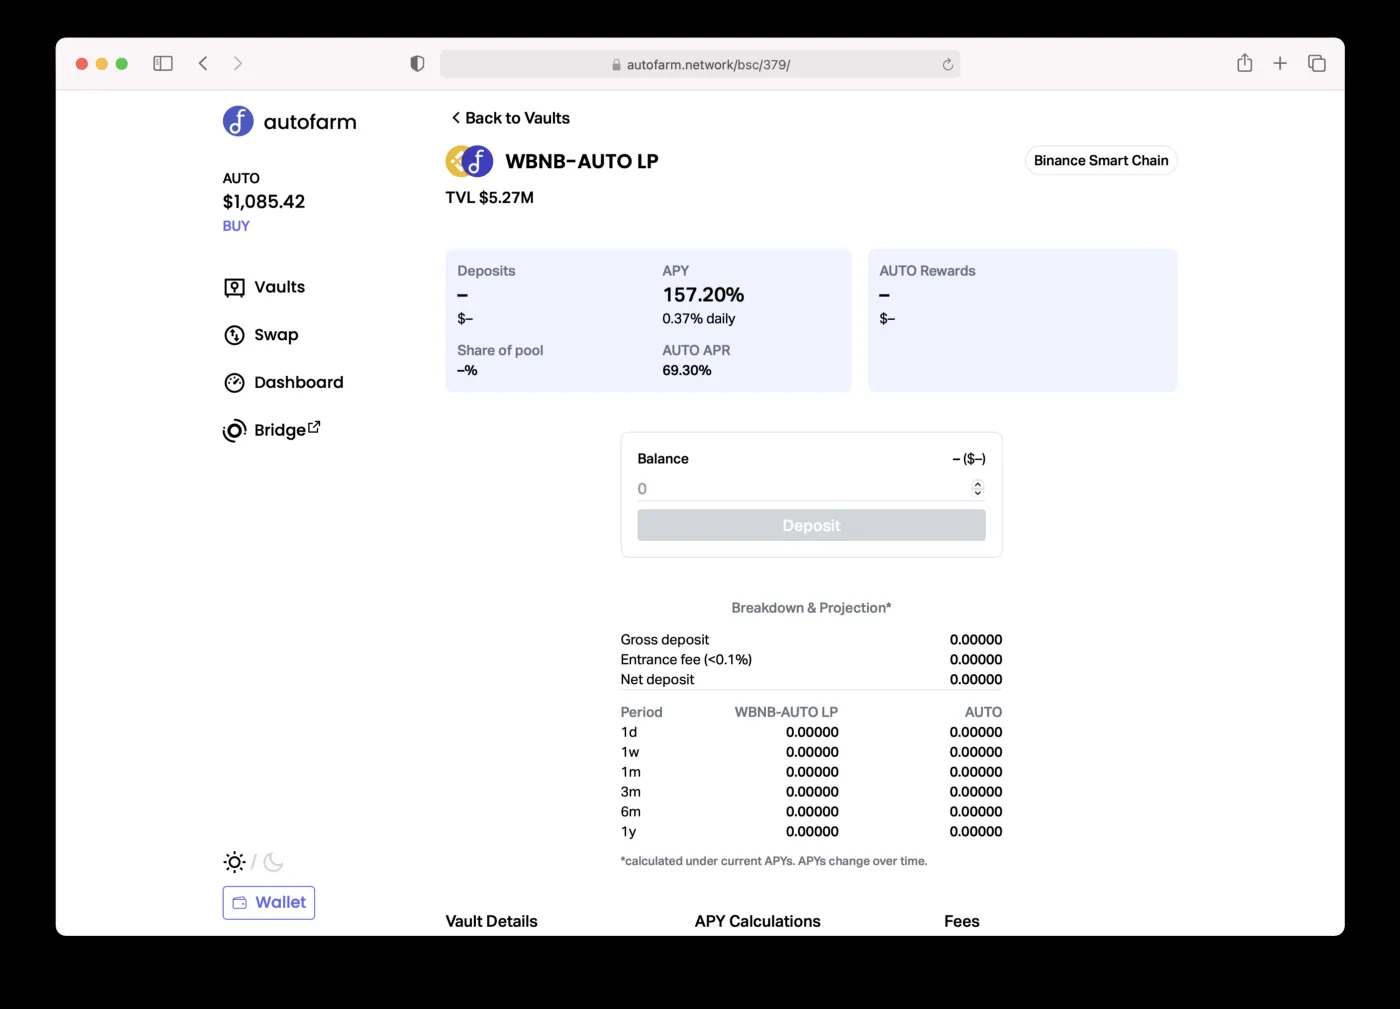 autofarm.network/bsc/379/
autofarm
AUTO
$1,085.42
BUY
Vaults
Swap
Dashboard
Bridge
/
Wallet
Back to Vaults
WBNB-AUTO LP
Binance Smart Chain
TVL $5.27M
Deposits
–
$–
Share of pool
–%
APY
157.20%
0.37% daily
AUTO APR
69.30%
AUTO Rewards
–
$–
Balance – ($–)
0
Deposit
Breakdown & Projection*
Gross deposit 0.00000
Entrance fee (<0.1%) 0.00000
Net deposit 0.00000
Period WBNB-AUTO LP AUTO
1d 0.00000 0.00000
1w 0.00000 0.00000
1m 0.00000 0.00000
3m 0.00000 0.00000
6m 0.00000 0.00000
1y 0.00000 0.00000
*calculated under current APYs. APYs change over time.
Vault Details APY Calculations Fees